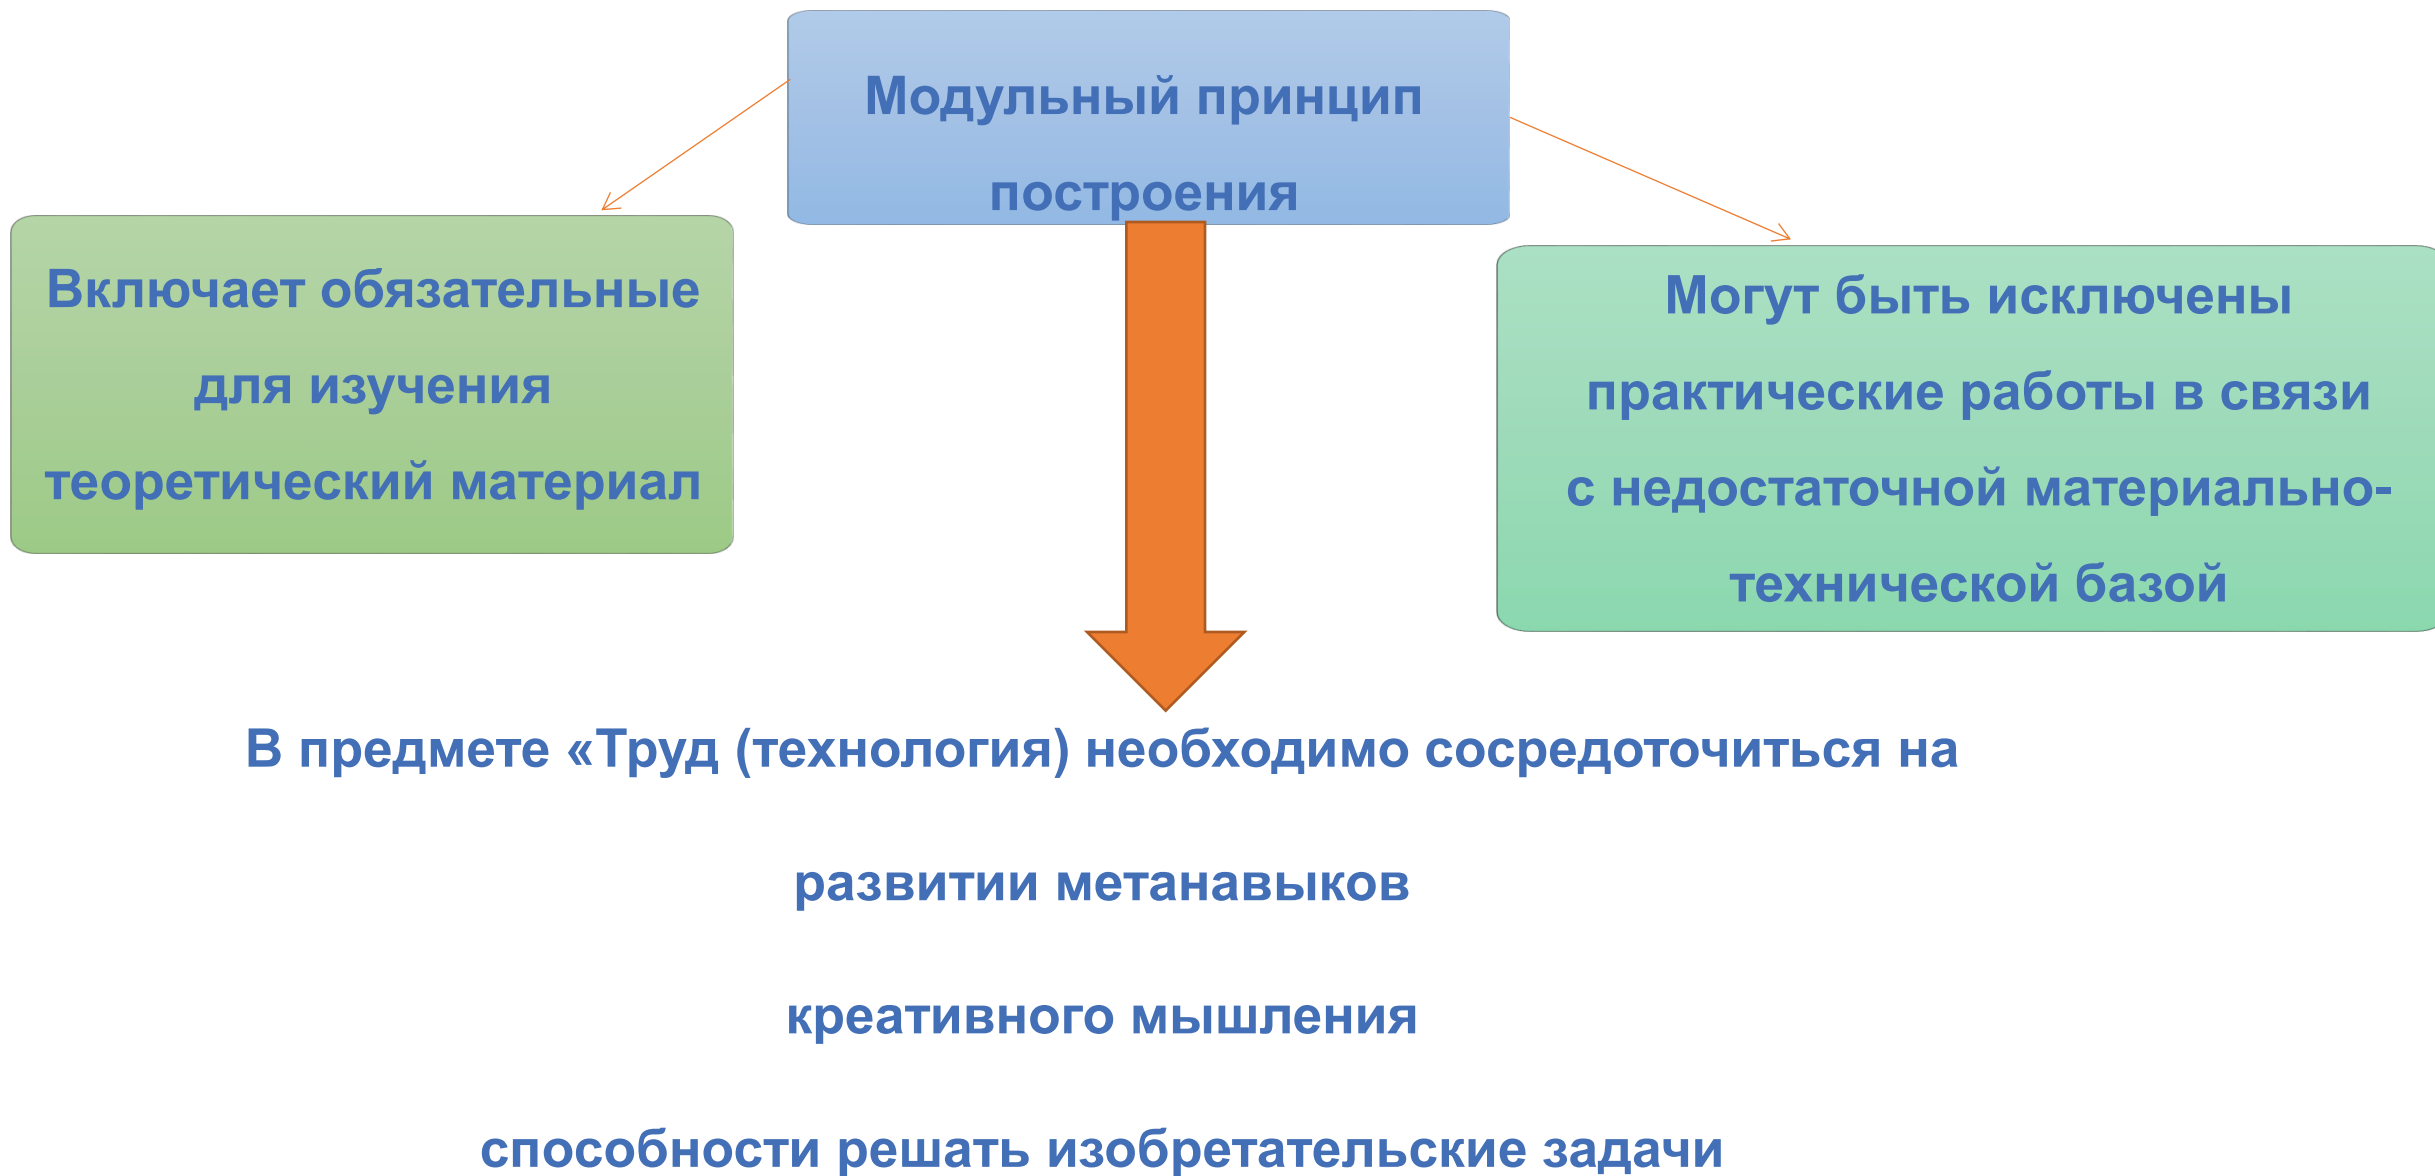 Модульный принцип
построения
Включает обязательные
для изучения
теоретический материал
Могут быть исключены
практические работы в связи
с недостаточной материально-
технической базой
В предмете «Труд (технология) необходимо сосредоточиться на
развитии метанавыков
креативного мышления
способности решать изобретательские задачи